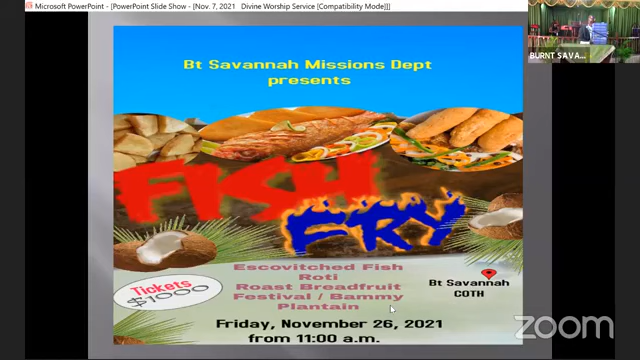 Microsoft PowerPoint - [PowerPoint Slide Show - [Nov. 7, 2021   Divine Worship Service [Compatibility Mode]]]
BURNT SAVA...
Bt Savannah Missions Dept
presents
FISH
FRY
Escovitched Fish
Roti
Roast Breadfruit
Festival / Bammy
Plantain
Tickets
$1000
Bt Savannah
COTH
Friday, November 26, 2021
from 11:00 a.m.
zoom